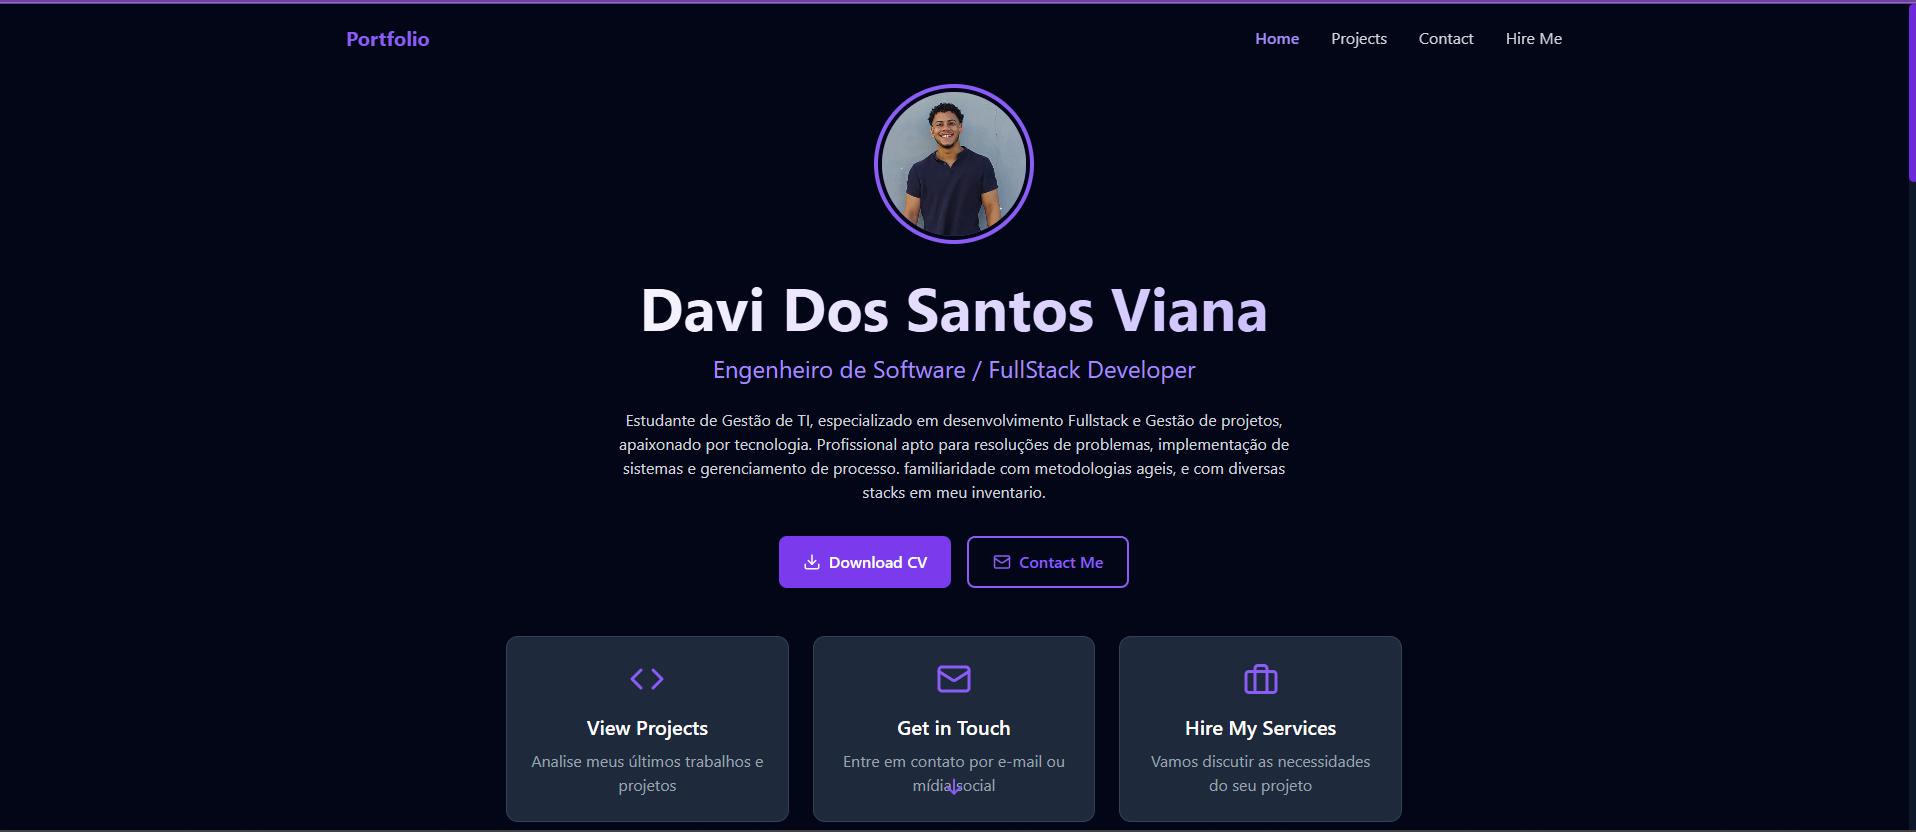 Portfolio
Home
Projects
Contact
Hire Me
Davi Dos Santos Viana
Engenheiro de Software / FullStack Developer
Estudante de Gestão de TI, especializado em desenvolvimento Fullstack e Gestão de projetos,
apaixonado por tecnologia. Profissional apto para resoluções de problemas, implementação de
sistemas e gerenciamento de processo. familiaridade com metodologias ageis, e com diversas
stacks em meu inventario.
Download CV
Contact Me
View Projects
Analise meus últimos trabalhos e
projetos
Get in Touch
Entre em contato por e-mail ou
mídia social
Hire My Services
Vamos discutir as necessidades
do seu projeto